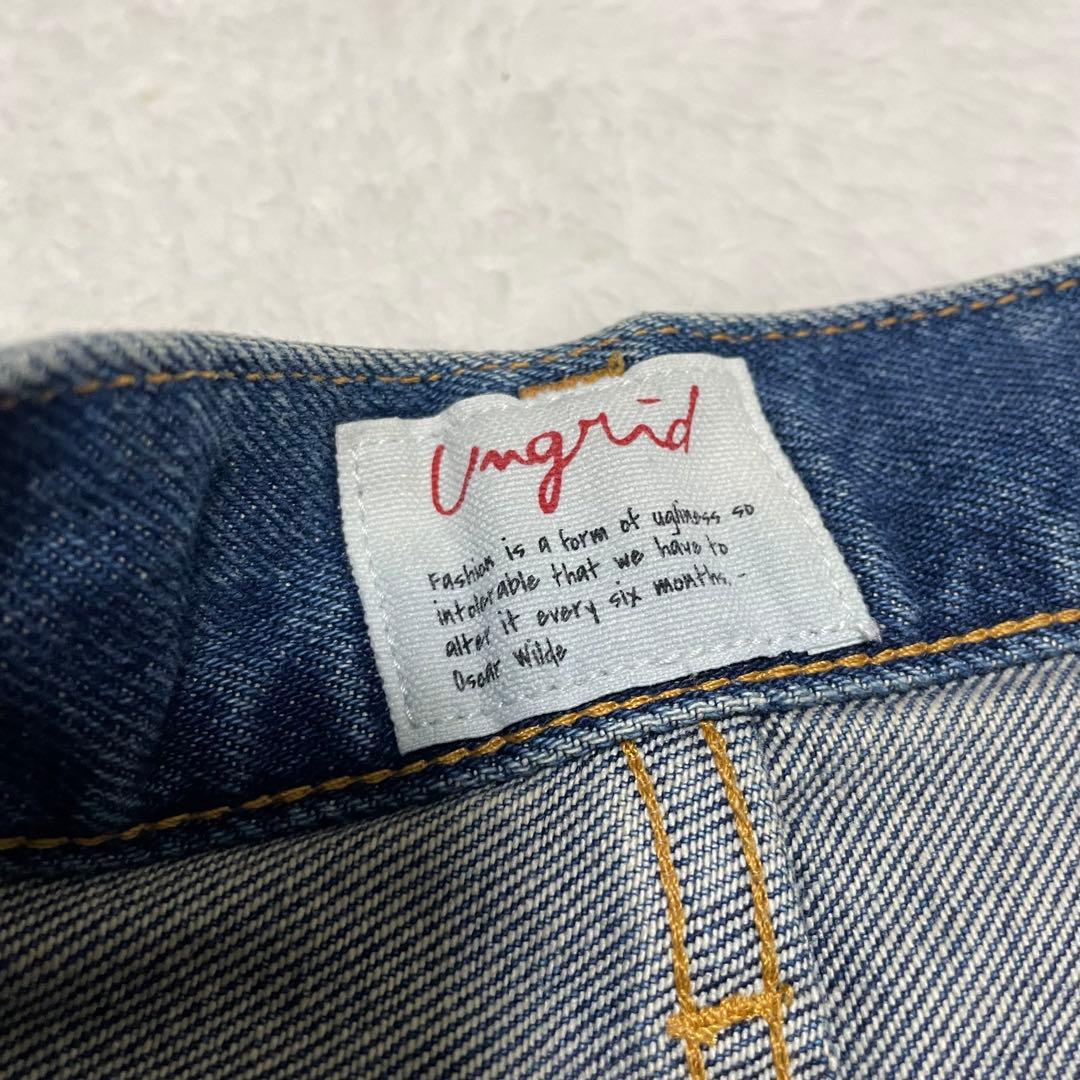 Ungrid
Fashion is a form of ugliness so
intolerable that we have to
alter it every six months. -
Oscar Wilde